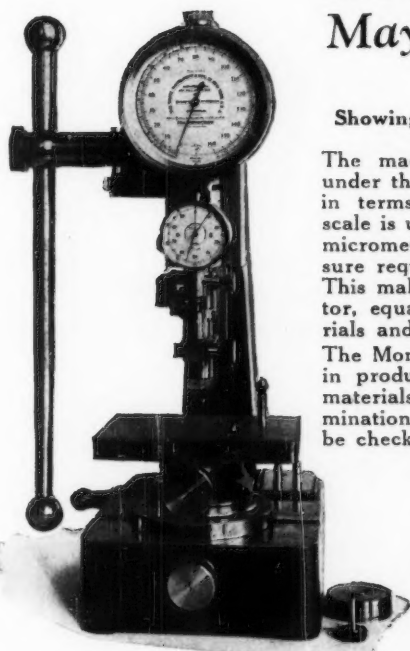 May
Showing
The ma
under th
in terms
scale is u
micromet
sure requ
This mak
tor, equa
rials and
The Mon
in produ
materials
mination
be check